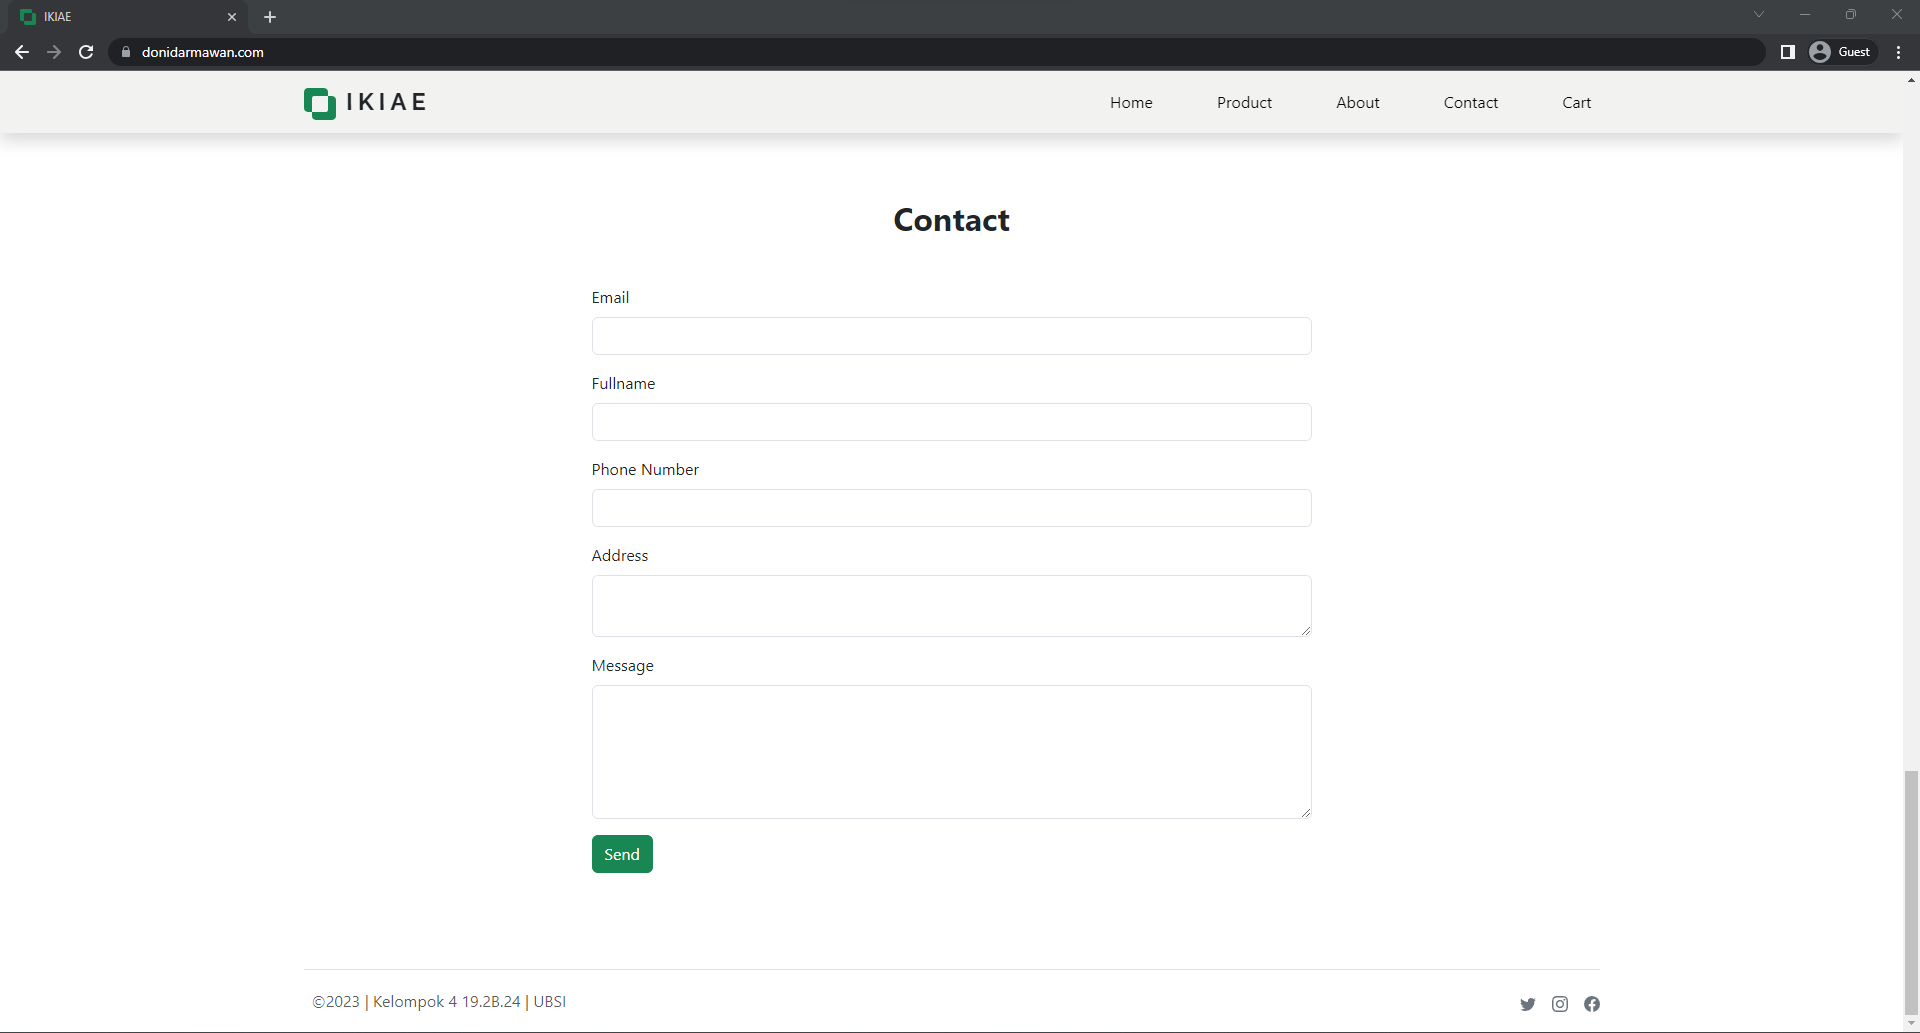 IKIAE
donidarmawan.com
Guest
IKIAE
Home
Product
About
Contact
Cart
Contact
Email
Fullname
Phone Number
Address
Message
Send
©2023 | Kelompok 4 19.2B.24 | UBSI